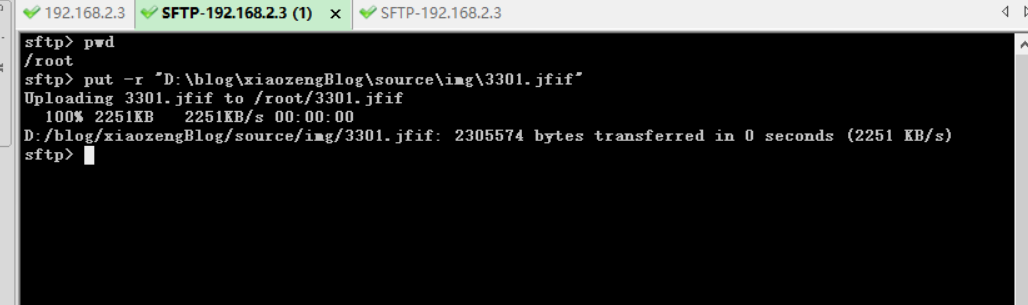 192.168.2.3 SFTP-192.168.2.3 (1) x SFTP-192.168.2.3
sftp> pwd
/root
sftp> put -r "D:\blog\xiaozengBlog\source\img\3301.jfif"
Uploading 3301.jfif to /root/3301.jfif
100% 2251KB 2251KB/s 00:00:00
D:/blog/xiaozengBlog/source/img/3301.jfif: 2305574 bytes transferred in 0 seconds (2251 KB/s)
sftp>